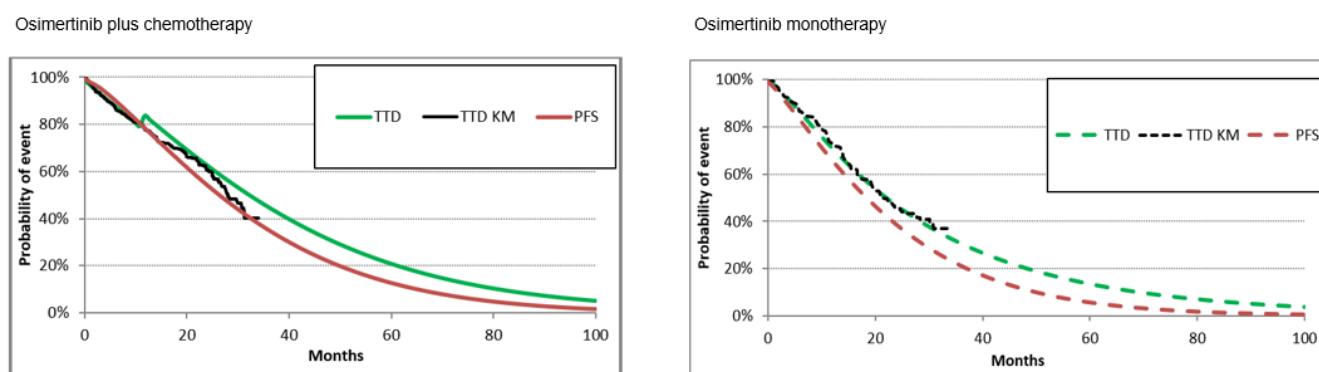 Osimertinib plus chemotherapy
Probability of event
100%
80%
60%
40%
20%
0%
TTD
TTD KM
PFS
0 20 40 60 80 100
Months
Osimertinib monotherapy
Probability of event
100%
80%
60%
40%
20%
0%
TTD
TTD KM
PFS
0 20 40 60 80 100
Months